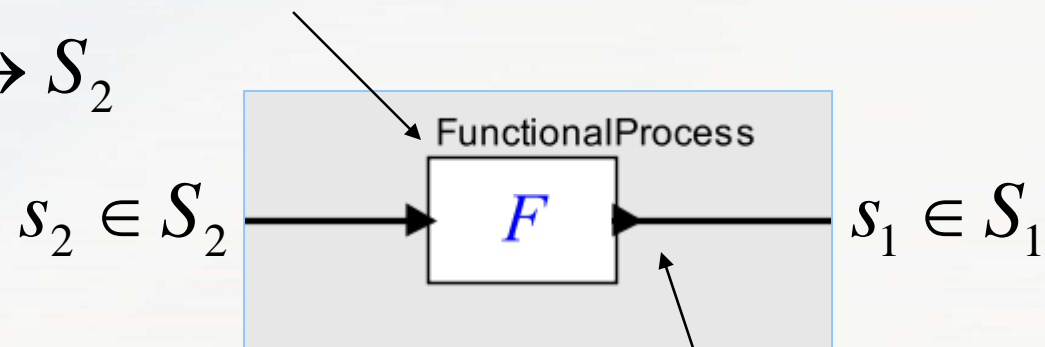 → S₂
FunctionalProcess
s₂ ∈ S₂
F
s₁ ∈ S₁